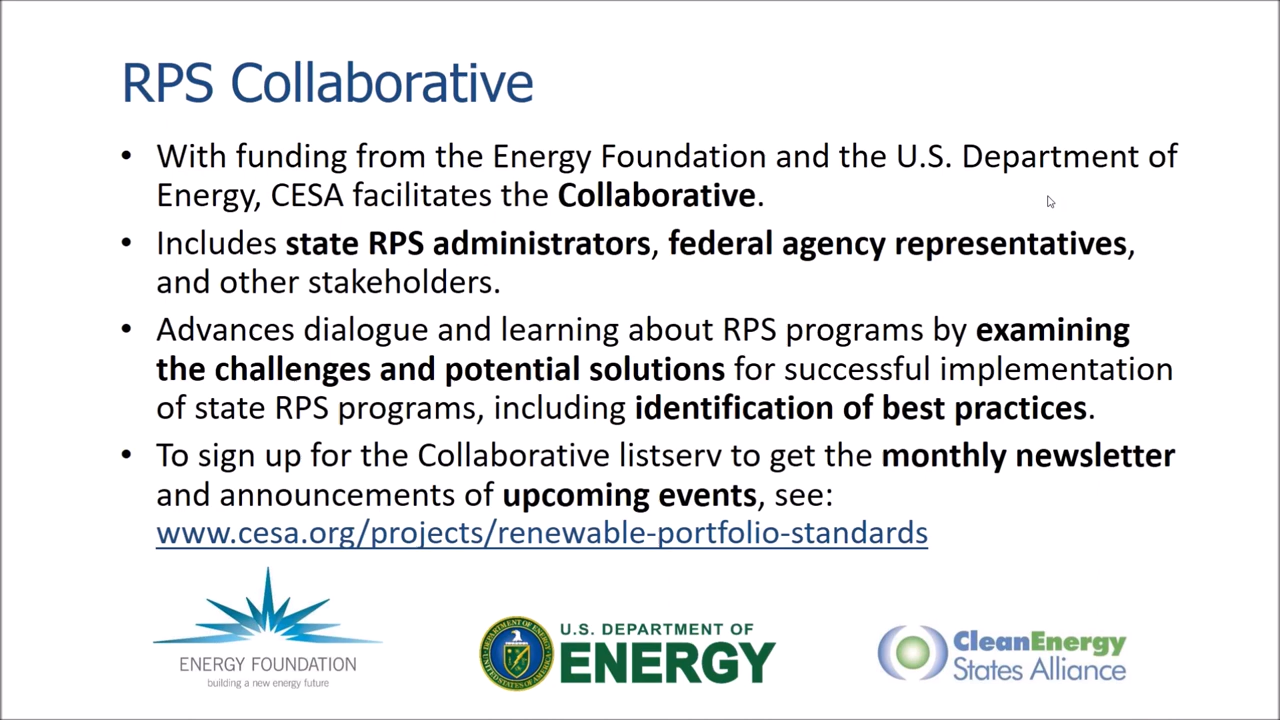 RPS Collaborative
• With funding from the Energy Foundation and the U.S. Department of
Energy, CESA facilitates the Collaborative.
• Includes state RPS administrators, federal agency representatives,
and other stakeholders.
• Advances dialogue and learning about RPS programs by examining
the challenges and potential solutions for successful implementation
of state RPS programs, including identification of best practices.
• To sign up for the Collaborative listserv to get the monthly newsletter
and announcements of upcoming events, see:
www.cesa.org/projects/renewable-portfolio-standards
ENERGY FOUNDATION
building a new energy future
U.S. DEPARTMENT OF
ENERGY
CleanEnergy
States Alliance